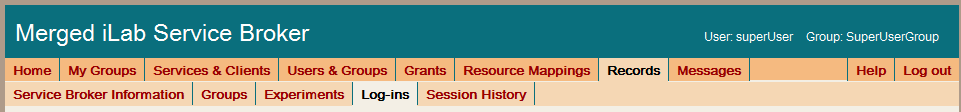 Merged iLab Service Broker
User: superUser Group: SuperUserGroup
Home My Groups Services & Clients Users & Groups Grants Resource Mappings Records Messages Help Log out
Service Broker Information Groups Experiments Log-ins Session History